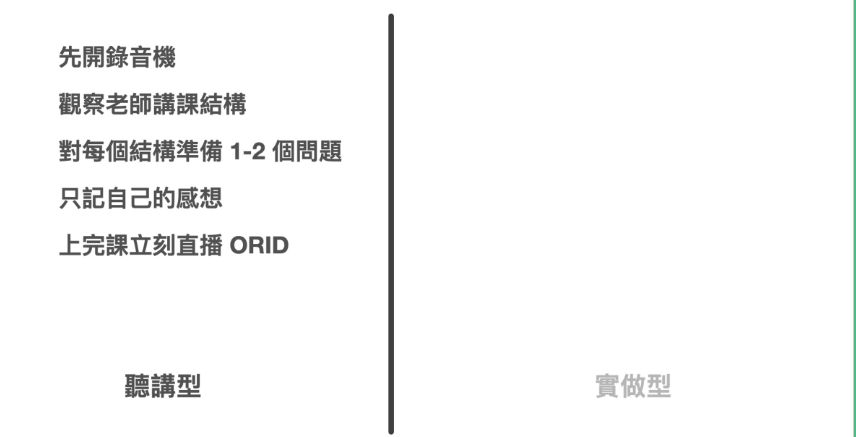 先開錄音機
觀察老師講課結構
對每個結構準備 1-2 個問題
只記自己的感想
上完課立刻直播 ORID
聽講型
實做型